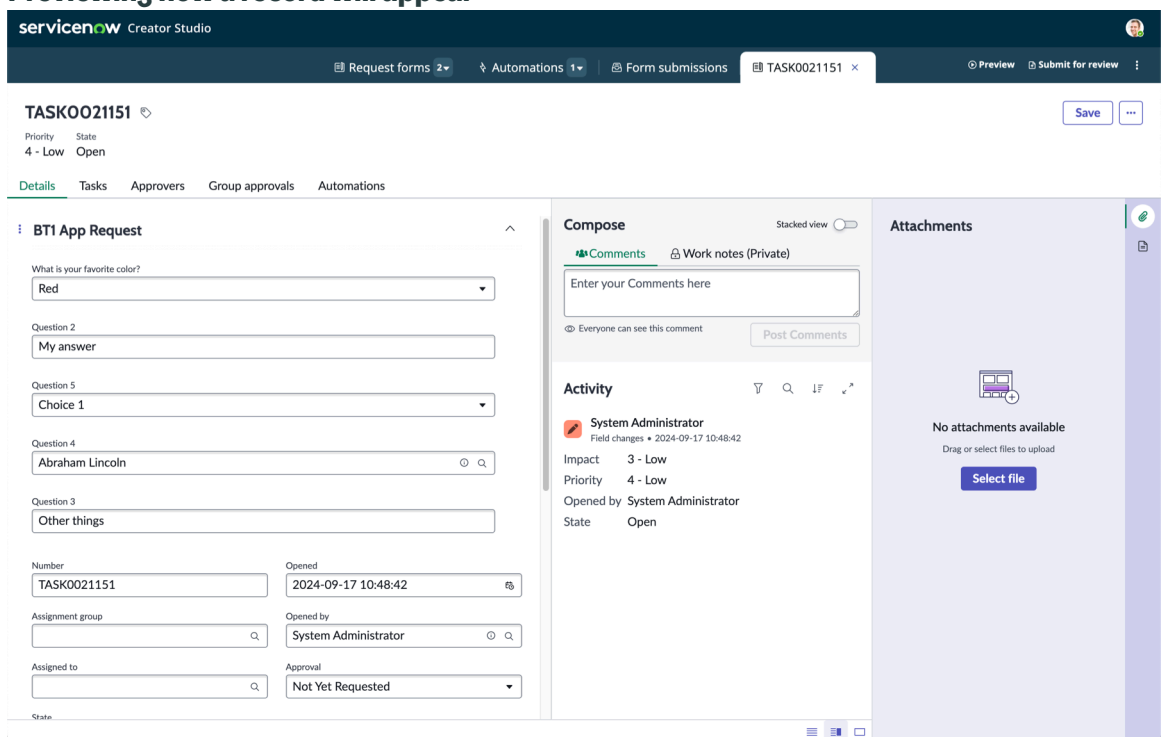 servicenow Creator Studio
Request forms 2
Automations 1
Form submissions
TASK0021151 ×
Preview
Submit for review
TASK0021151
Save
Priority State
4 - Low Open
Details Tasks Approvers Group approvals Automations
BT1 App Request
What is your favorite color?
Red
Question 2
My answer
Question 5
Choice 1
Question 4
Abraham Lincoln
Question 3
Other things
Number
TASK0021151
Opened
2024-09-17 10:48:42
Assignment group
Opened by
System Administrator
Assigned to
Approval
Not Yet Requested
Compose
Stacked view
Comments
Work notes (Private)
Enter your Comments here
Everyone can see this comment
Post Comments
Activity
System Administrator
Field changes • 2024-09-17 10:48:42
Impact 3 - Low
Priority 4 - Low
Opened by System Administrator
State Open
Attachments
No attachments available
Drag or select files to upload
Select file